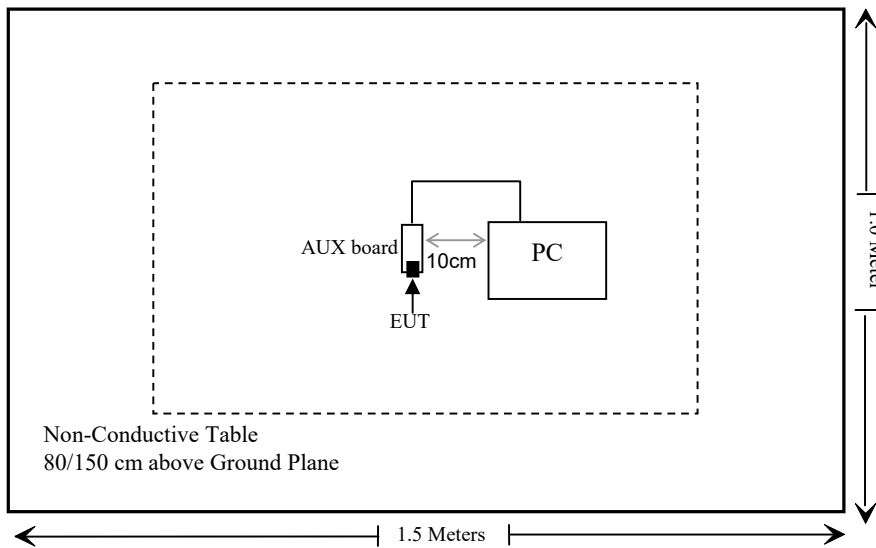 AUX board
10cm
PC
EUT
Non-Conductive Table
80/150 cm above Ground Plane
1.5 Meters